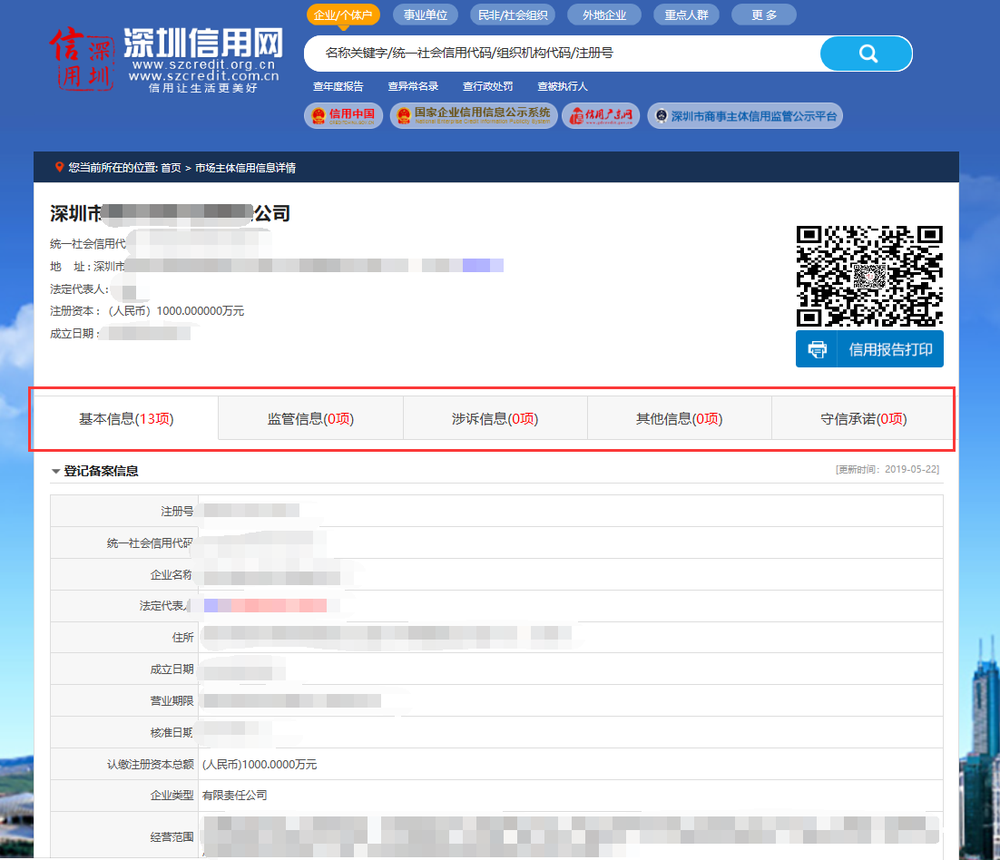 企业/个体户 事业单位 民非/社会组织 外地企业 重点人群 更 多
信用 深圳
深圳信用网
www.szcredit.org.cn
www.szcredit.com.cn
信用让生活更美好
名称关键字/统一社会信用代码/组织机构代码/注册号
查年度报告 查异常名录 查行政处罚 查被执行人
信用中国 国家企业信用信息公示系统 信用广东网 深圳市商事主体信用监管公示平台
National Enterprise Credit Information Publicity System
您当前所在的位置: 首页 > 市场主体信用信息详情
深圳市 公司
统一社会信用代
地 址 : 深圳市
法定代表人:
注册资本 : （人民币）1000.000000万元
成立日期 :
信用报告打印
基本信息(13项) 监管信息(0项) 涉诉信息(0项) 其他信息(0项) 守信承诺(0项)
登记备案信息 [更新时间：2019-05-22]
注册号
统一社会信用代码
企业名称
法定代表人
住所
成立日期
营业期限
核准日期
认缴注册资本总额 (人民币)1000.0000万元
企业类型 有限责任公司
经营范围